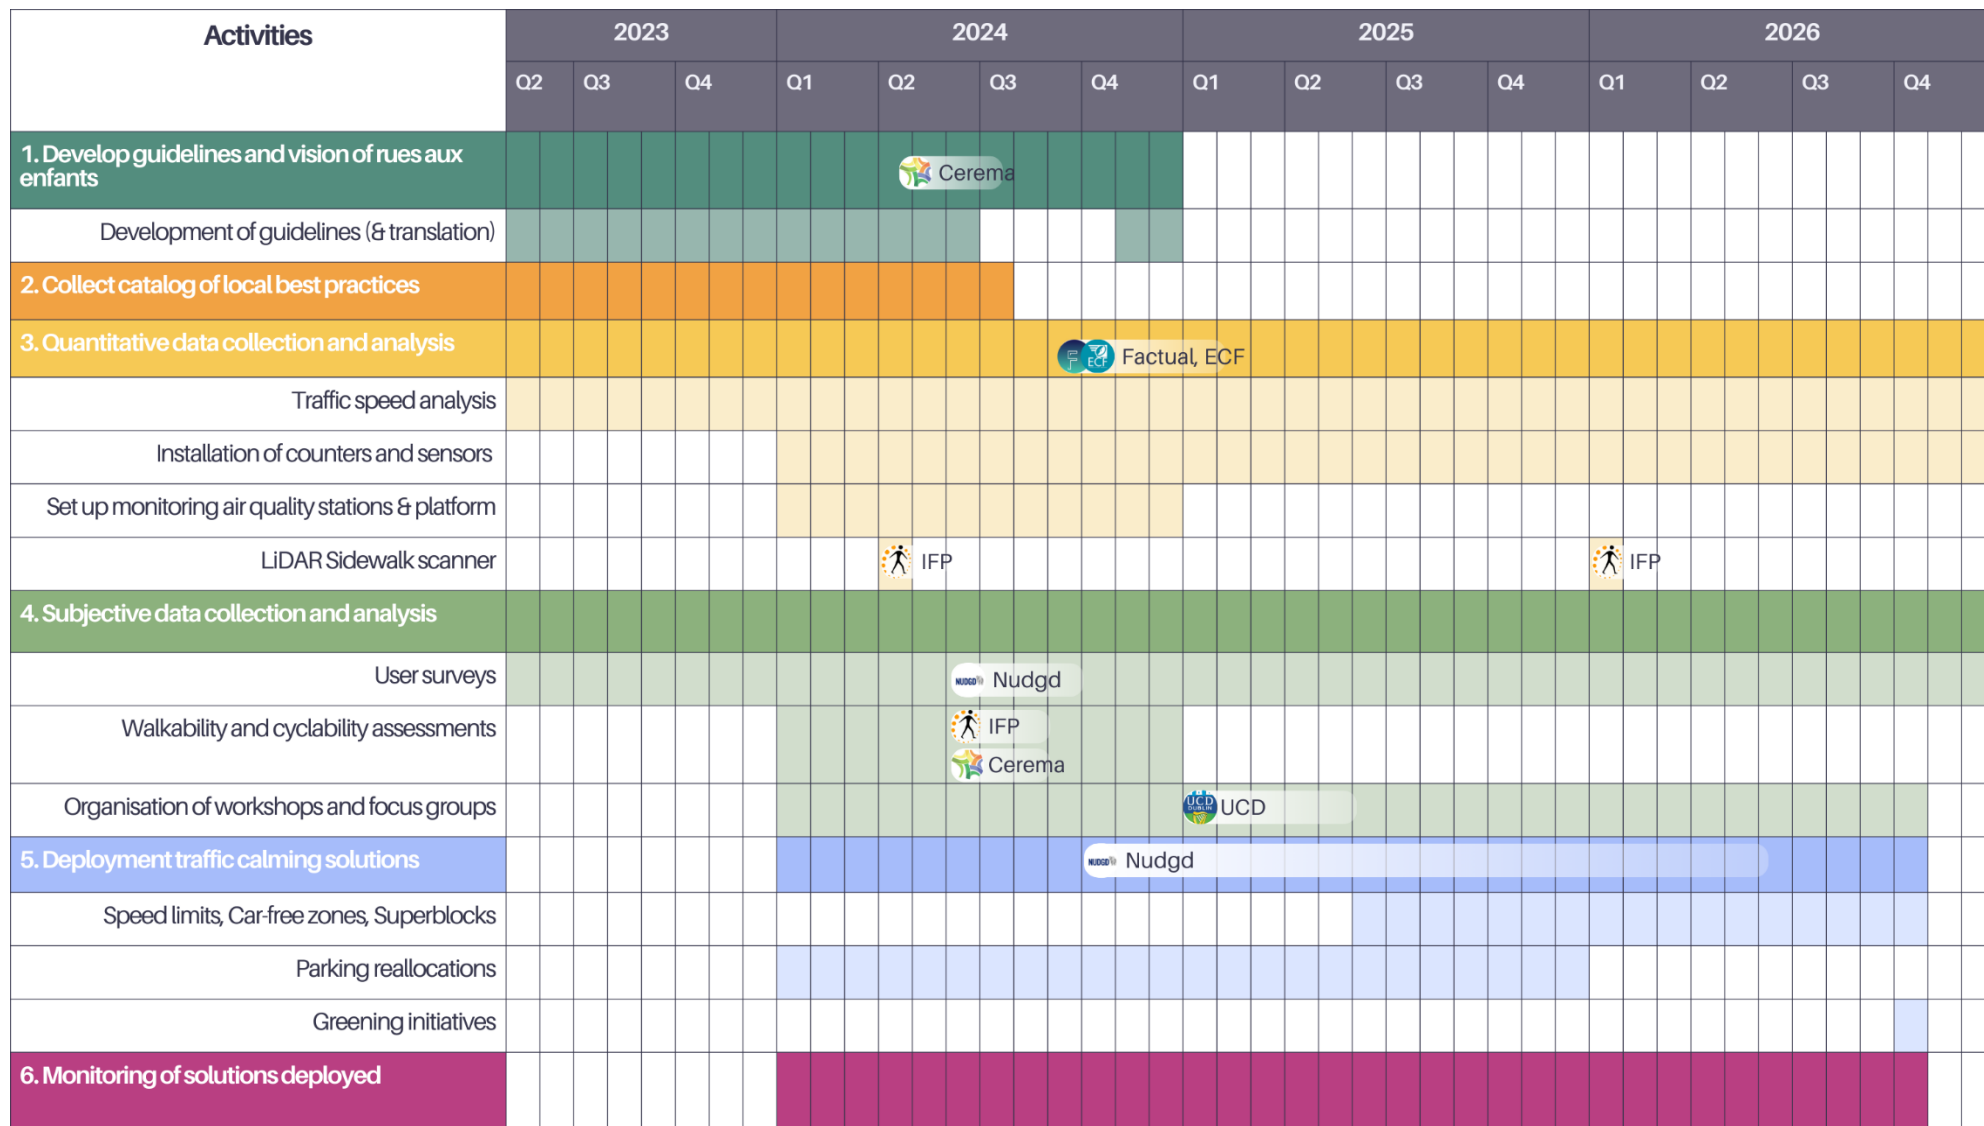 Activities
2023 2024 2025 2026
Q2 Q3 Q4 Q1 Q2 Q3 Q4 Q1 Q2 Q3 Q4 Q1 Q2 Q3 Q4
1. Develop guidelines and vision of rues aux
enfants
Cerema
Development of guidelines (& translation)
2. Collect catalog of local best practices
3. Quantitative data collection and analysis
F ECF Factual, ECF
Traffic speed analysis
Installation of counters and sensors
Set up monitoring air quality stations & platform
LiDAR Sidewalk scanner
IFP IFP
4. Subjective data collection and analysis
User surveys
NUDGD Nudgd
Walkability and cyclability assessments
IFP
Cerema
Organisation of workshops and focus groups
UCD DUBLIN UCD
5. Deployment traffic calming solutions
NUDGD Nudgd
Speed limits, Car-free zones, Superblocks
Parking reallocations
Greening initiatives
6. Monitoring of solutions deployed